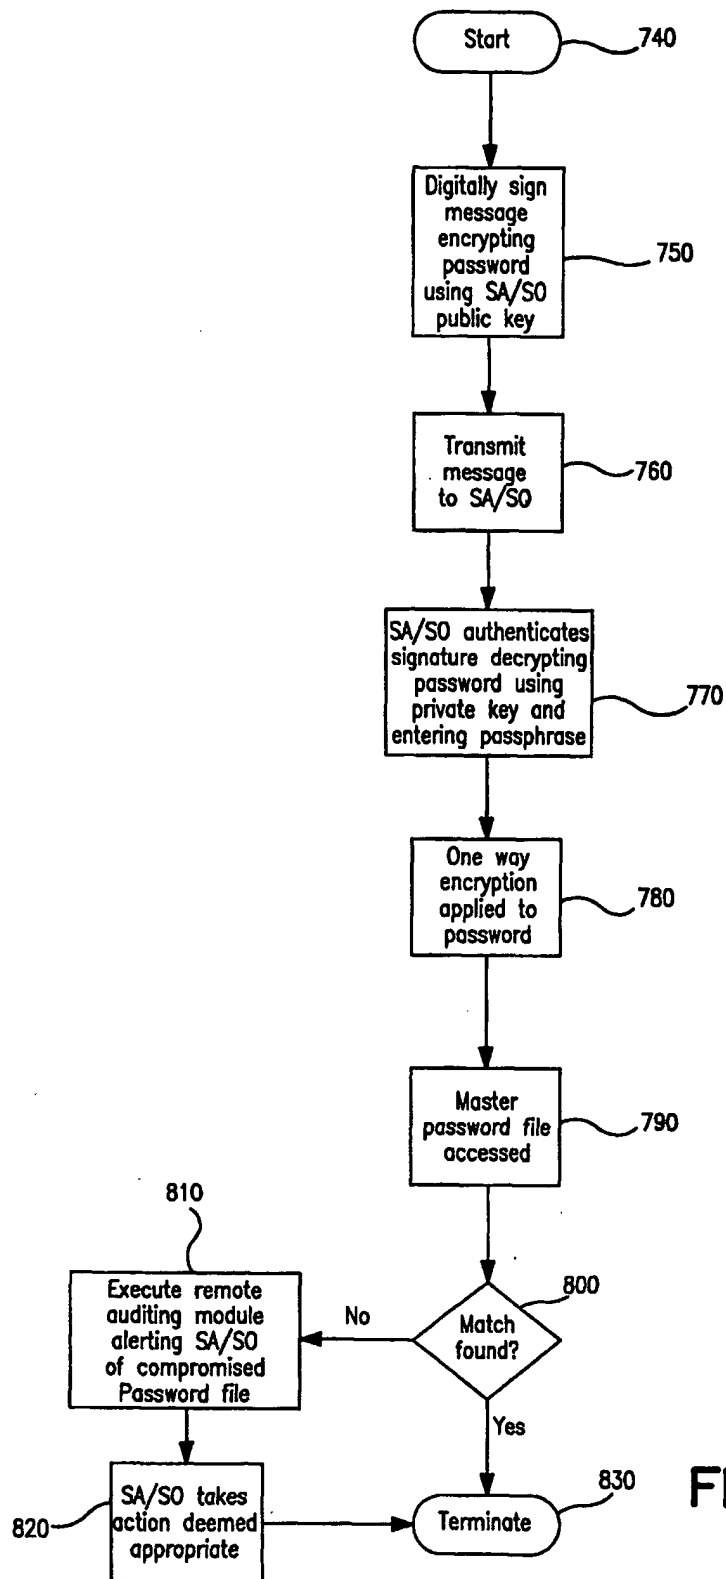 Start
740
Digitally sign
message
encrypting
password
using SA/SO
public key
750
Transmit
message
to SA/SO
760
SA/SO authenticates
signature decrypting
password using
private key and
entering passphrase
770
One way
encryption
applied to
password
780
Master
password file
accessed
790
810
Execute remote
auditing module
alerting SA/SO
of compromised
Password file
No
Match
found?
800
Yes
820
SA/SO takes
action deemed
appropriate
Terminate
830